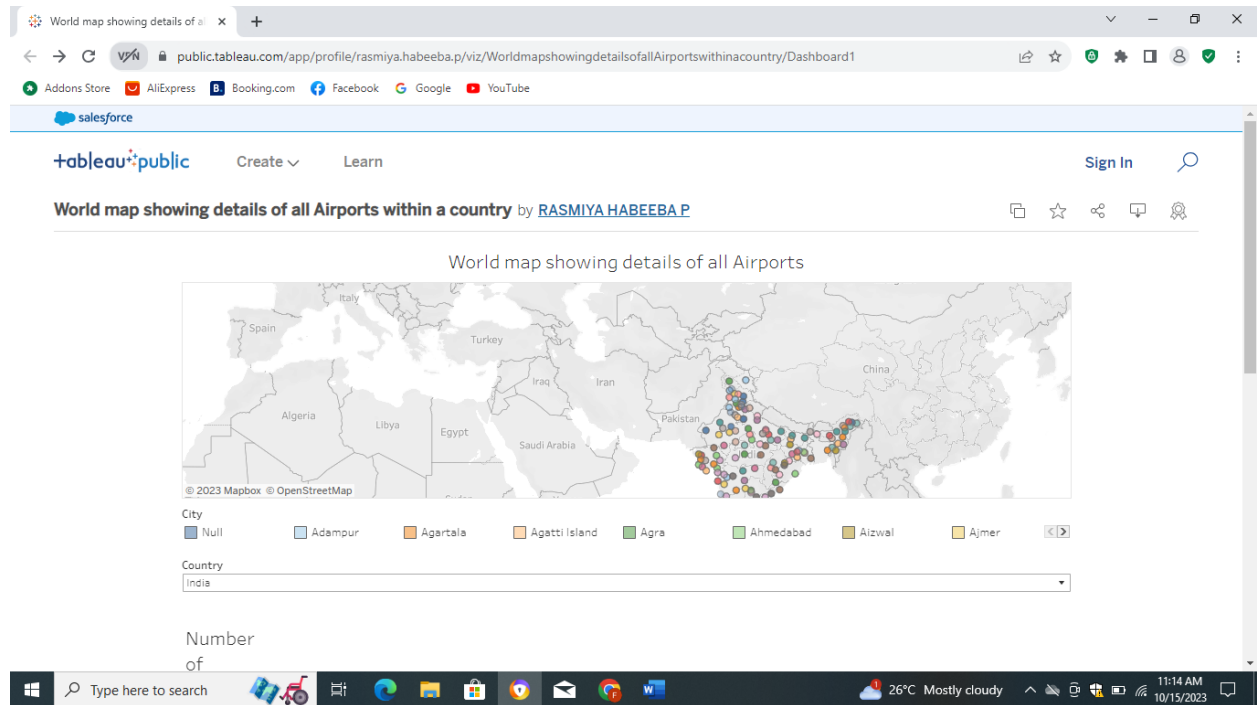 World map showing details of al
VPN
public.tableau.com/app/profile/rasmiya.habeeba.p/viz/WorldmapshowingdetailsofallAirportswithinacountry/Dashboard1
Addons Store AliExpress B. Booking.com Facebook G Google YouTube
salesforce
+ableau public Create Learn Sign In
World map showing details of all Airports within a country by RASMIYA HABEEBA P
World map showing details of all Airports
Italy
Spain
Turkey
China
Iraq Iran
Algeria Libya Egypt Pakistan
Saudi Arabia
© 2023 Mapbox © OpenStreetMap
City
Null Adampur Agartala Agatti Island Agra Ahmedabad Aizwal Ajmer
Country
India
Number
of
Type here to search 26°C Mostly cloudy 11:14 AM
10/15/2023